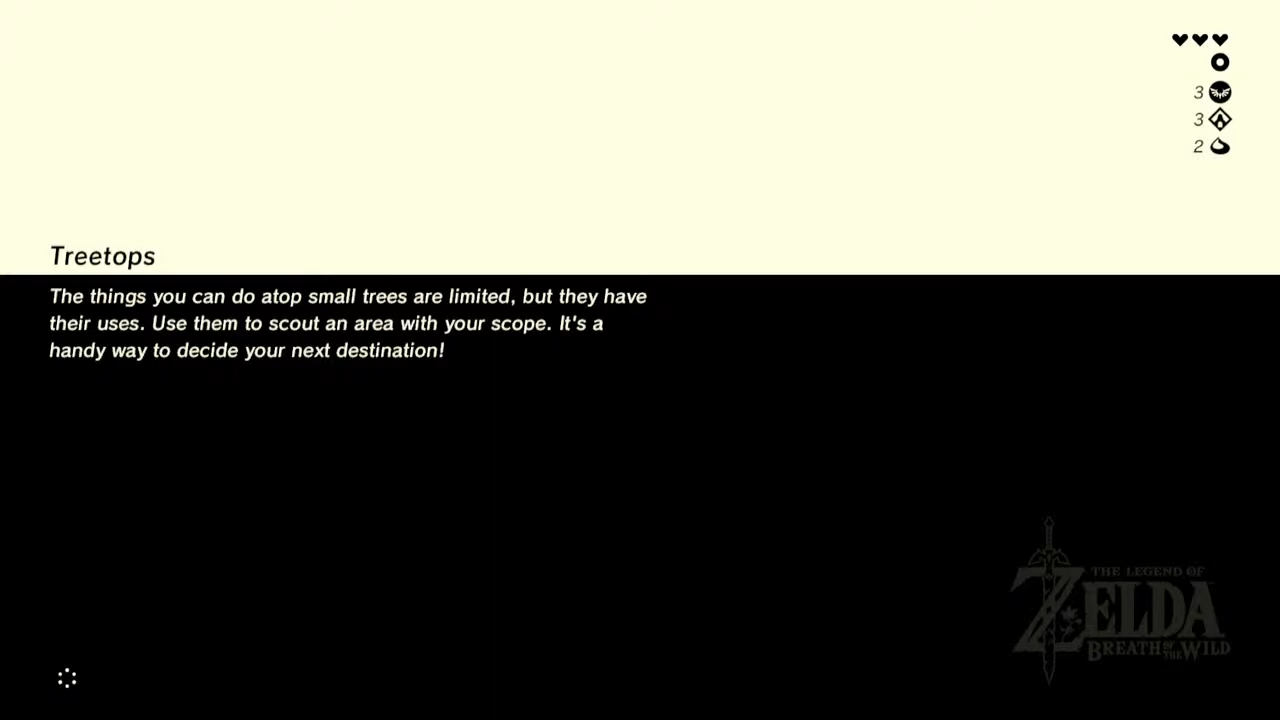 3
3
2
Treetops
The things you can do atop small trees are limited, but they have
their uses. Use them to scout an area with your scope. It's a
handy way to decide your next destination!
THE LEGEND OF
ZELDA
BREATH OF THE WILD